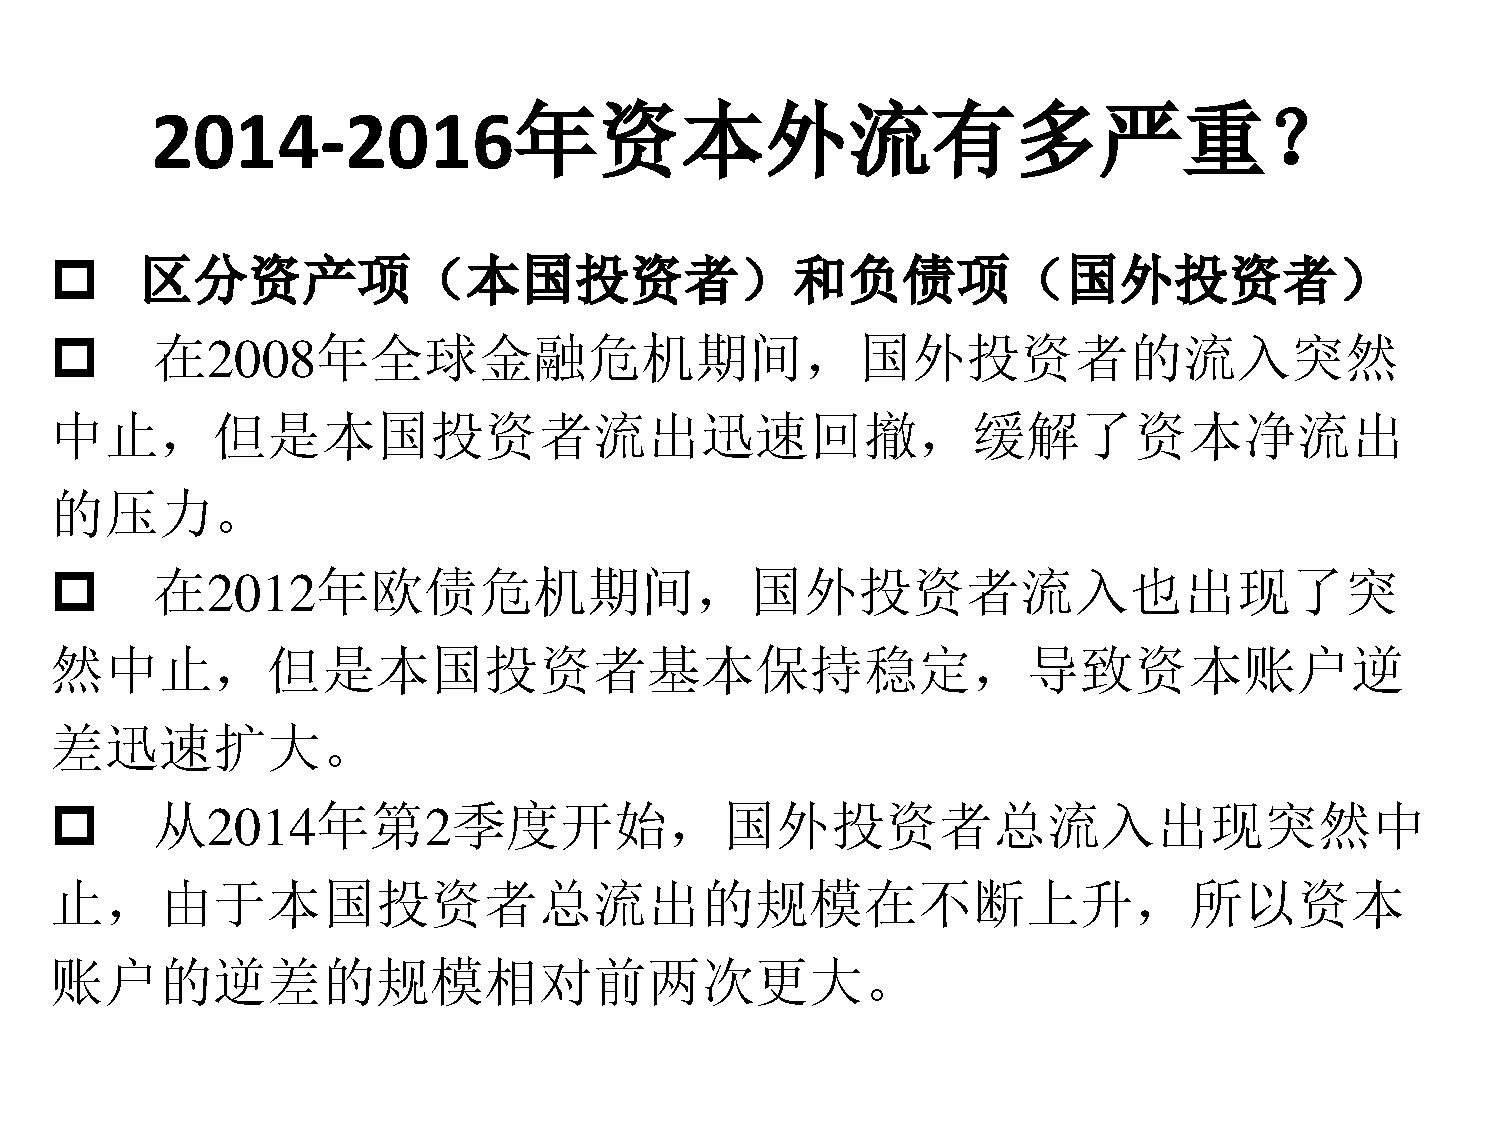 2014-2016年资本外流有多严重？
区分资产项（本国投资者）和负债项（国外投资者）
在2008年全球金融危机期间，国外投资者的流入突然
中止，但是本国投资者流出迅速回撤，缓解了资本净流出
的压力。
在2012年欧债危机期间，国外投资者流入也出现了突
然中止，但是本国投资者基本保持稳定，导致资本账户逆
差迅速扩大。
从2014年第2季度开始，国外投资者总流入出现突然中
止，由于本国投资者总流出的规模在不断上升，所以资本
账户的逆差的规模相对前两次更大。